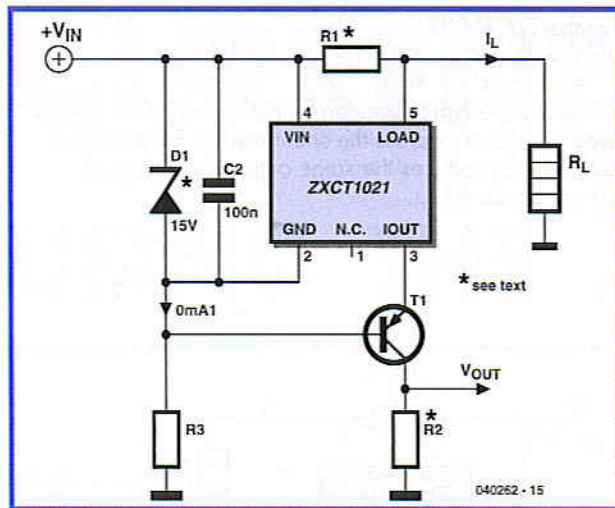 +VIN
R1 *
IL
4
5
VIN
LOAD
D1
*
15V
C2
100n
ZXCT1021
RL
GND
N.C.
IOUT
2
1
3
* see text
0mA1
T1
VOUT
R3
*
R2
040262 - 15